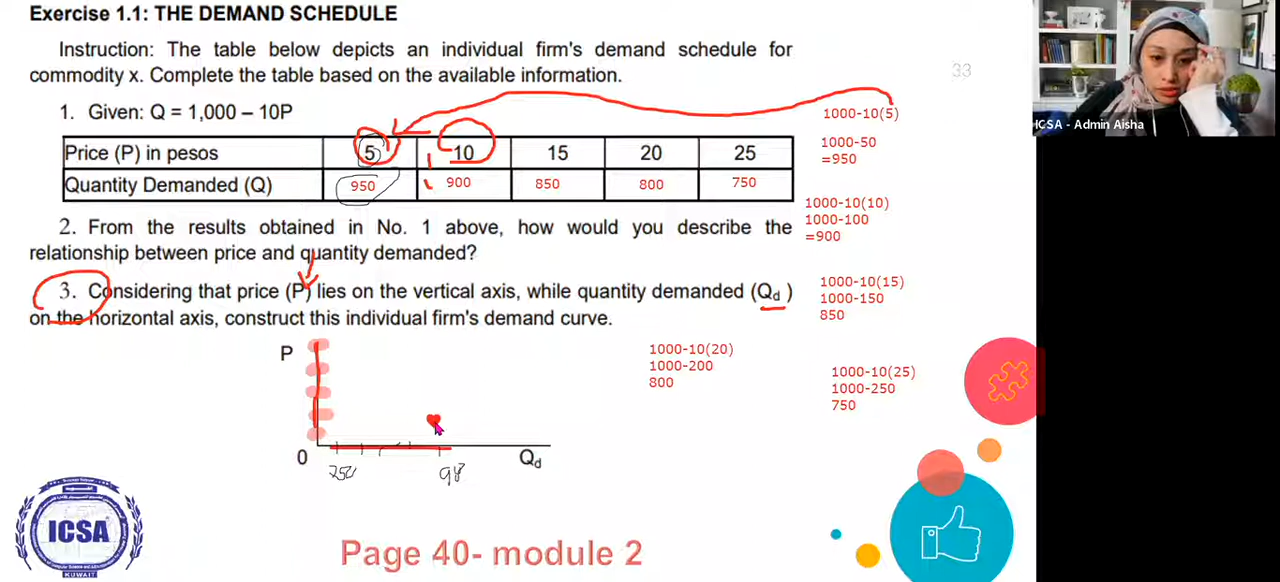 Exercise 1.1: THE DEMAND SCHEDULE
Instruction: The table below depicts an individual firm's demand schedule for
commodity x. Complete the table based on the available information.
33
1. Given: Q = 1,000 – 10P
1000-10(5)
1000-50
=950
ICSA - Admin Aisha
Price (P) in pesos 5 10 15 20 25
Quantity Demanded (Q) 950 900 850 800 750
1000-10(10)
1000-100
=900
2. From the results obtained in No. 1 above, how would you describe the
relationship between price and quantity demanded?
3. Considering that price (P) lies on the vertical axis, while quantity demanded (Qd )
on the horizontal axis, construct this individual firm's demand curve.
1000-10(15)
1000-150
850
P
1000-10(20)
1000-200
800
1000-10(25)
1000-250
750
0
Qd
ICSA
KUWAIT
Page 40- module 2